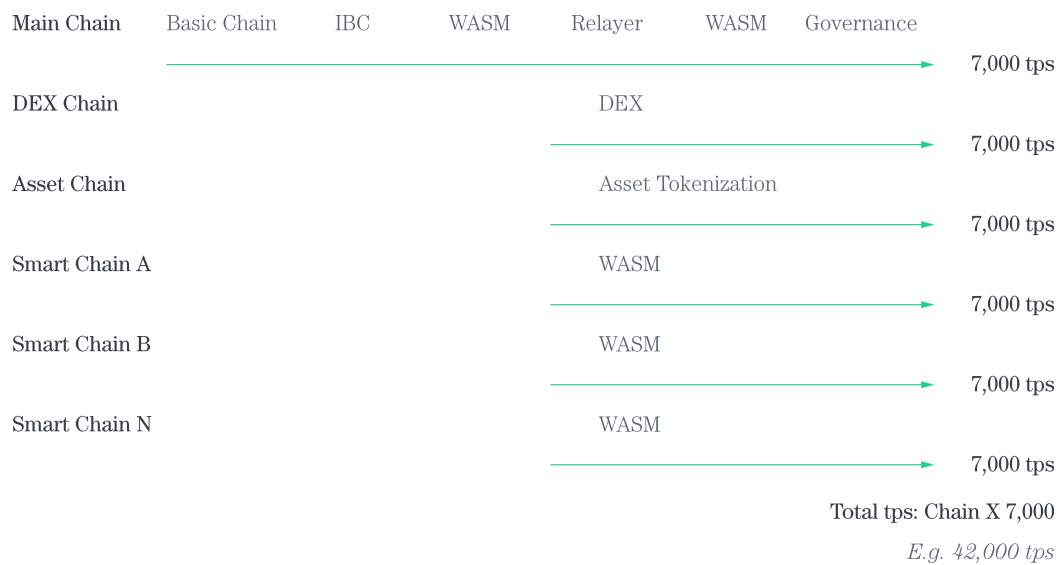 Main Chain Basic Chain IBC WASM Relayer WASM Governance
7,000 tps
DEX Chain DEX
7,000 tps
Asset Chain Asset Tokenization
7,000 tps
Smart Chain A WASM
7,000 tps
Smart Chain B WASM
7,000 tps
Smart Chain N WASM
7,000 tps
Total tps: Chain X 7,000
E.g. 42,000 tps